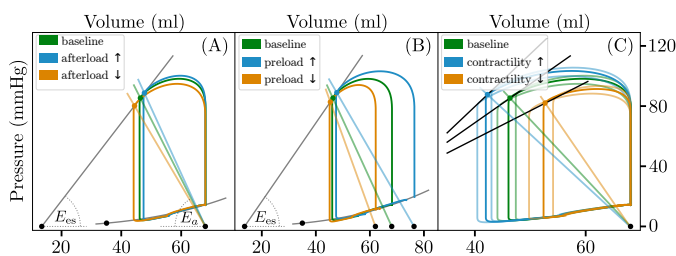 Volume (ml) Volume (ml) Volume (ml)
baseline
afterload ↑
afterload ↓
(A)
baseline
preload ↑
preload ↓
(B)
baseline
contractility ↑
contractility ↓
(C)
Pressure (mmHg)
120
80
40
0
E_es
E_a
E_es
20 40 60
20 40 60 80
40 60